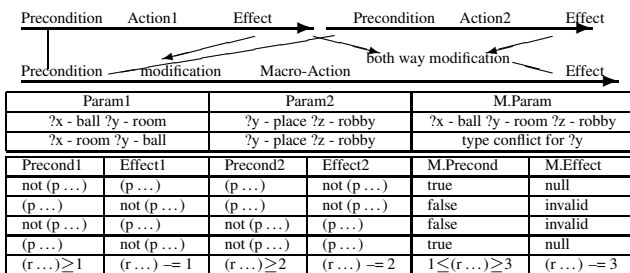 Precondition Action1 Effect Precondition Action2 Effect
both way modification
Precondition modification Macro-Action Effect
Param1 Param2 M.Param
?x - ball ?y - room ?y - place ?z - robby ?x - ball ?y - room ?z - robby
?x - room ?y - ball ?y - place ?z - robby type conflict for ?y
Precond1 Effect1 Precond2 Effect2 M.Precond M.Effect
not (p ...) (p ...) (p ...) not (p ...) true null
(p ...) not (p ...) (p ...) not (p ...) false invalid
not (p ...) (p ...) not (p ...) (p ...) false invalid
(p ...) not (p ...) not (p ...) (p ...) true null
(r ...)≥1 (r ...) −= 1 (r ...)≥2 (r ...) −= 2 1≤(r ...)≥3 (r ...) −= 3